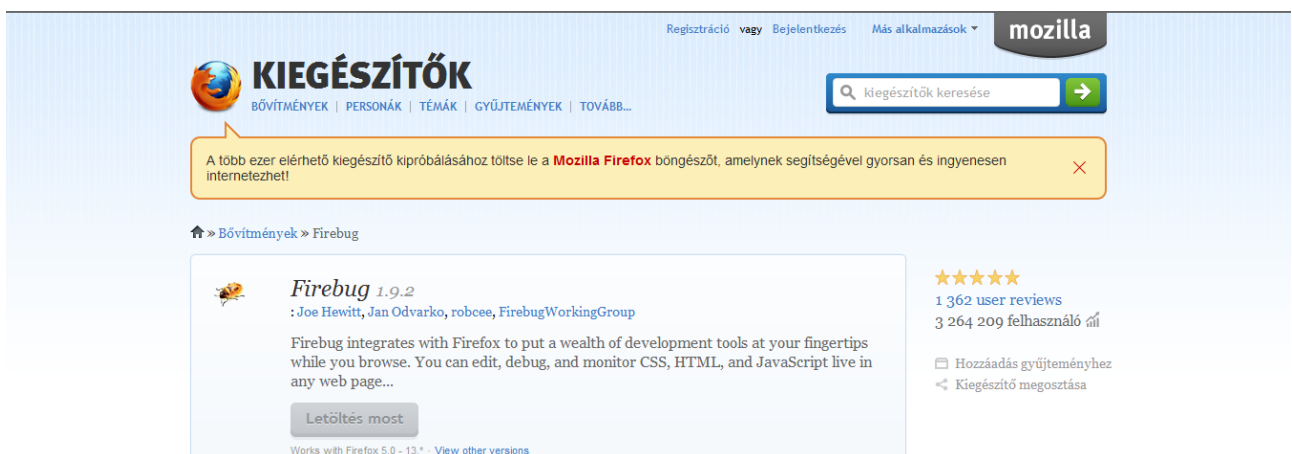 Regisztráció vagy Bejelentkezés Más alkalmazások
mozilla
KIEGÉSZÍTŐK
BŐVÍTMÉNYEK | PERSONÁK | TÉMÁK | GYŰJTEMÉNYEK | TOVÁBB...
kiegészítők keresése
A több ezer elérhető kiegészítő kipróbálásához töltse le a Mozilla Firefox böngészőt, amelynek segítségével gyorsan és ingyenesen
internetezhet!
» Bővítmények » Firebug
Firebug 1.9.2
: Joe Hewitt, Jan Odvarko, robcee, FirebugWorkingGroup
Firebug integrates with Firefox to put a wealth of development tools at your fingertips
while you browse. You can edit, debug, and monitor CSS, HTML, and JavaScript live in
any web page...
Letöltés most
Works with Firefox 5.0 - 13.* · View other versions
1 362 user reviews
3 264 209 felhasználó
Hozzáadás gyűjteményhez
Kiegészítő megosztása